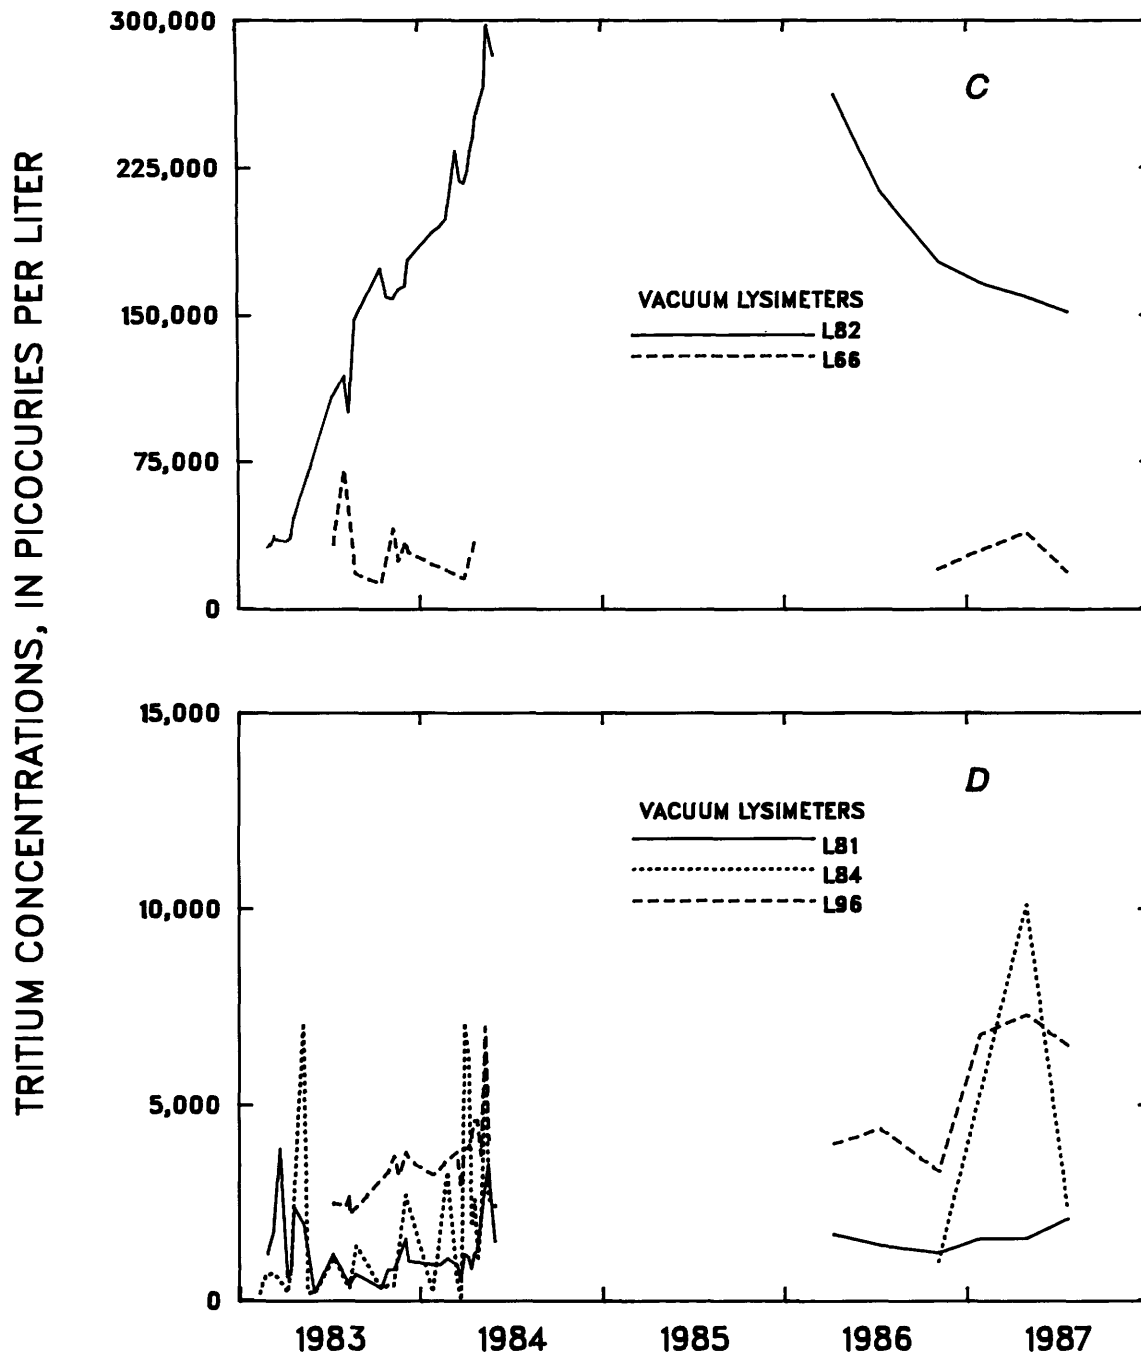 TRITIUM CONCENTRATIONS, IN PICOCURIES PER LITER
300,000
225,000
150,000
75,000
0
C
VACUUM LYSIMETERS
L82
L66
15,000
10,000
5,000
0
D
VACUUM LYSIMETERS
L81
L84
L96
1983 1984 1985 1986 1987